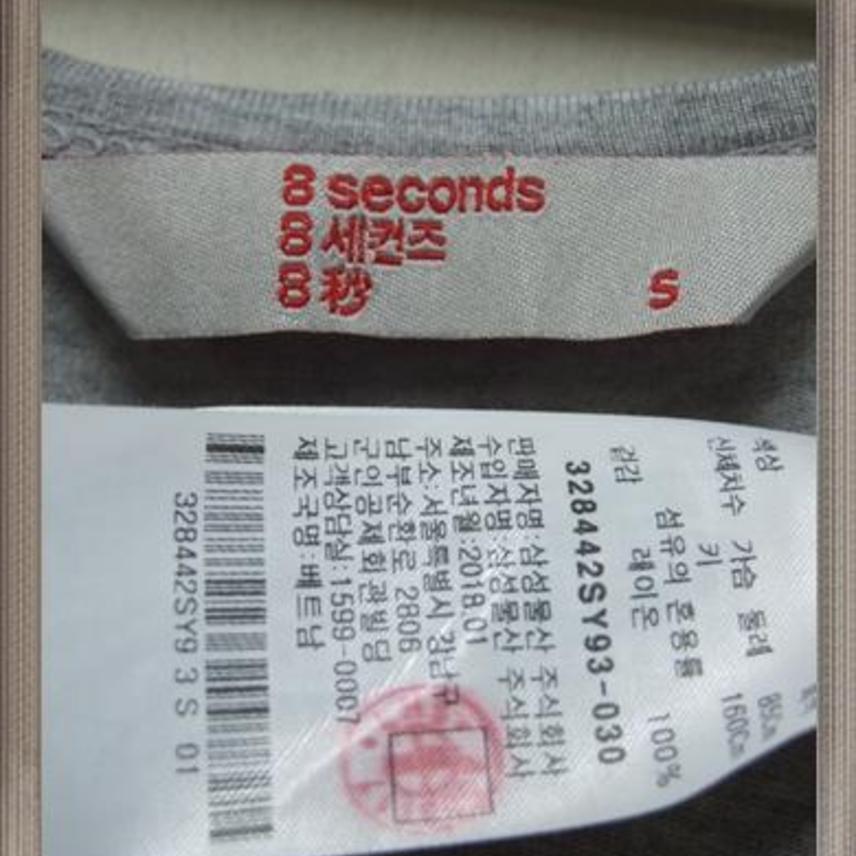 8 seconds
8 세컨즈
8 秒
S
색상
신체치수 가슴 둘레 85Cm
키 160Cm
섬유의 혼용률
겉감 레이온 100%
328442SY93-030
판매자명:삼성물산 주식회사
수입자명:삼성물산 주식회사
제조년월:2018.01
주소:서울특별시 강남구
남부순환로 2806
군인공제회관빌딩
고객상담실:1599-0007
제조국명:베트남
328442SY9 3 S 01